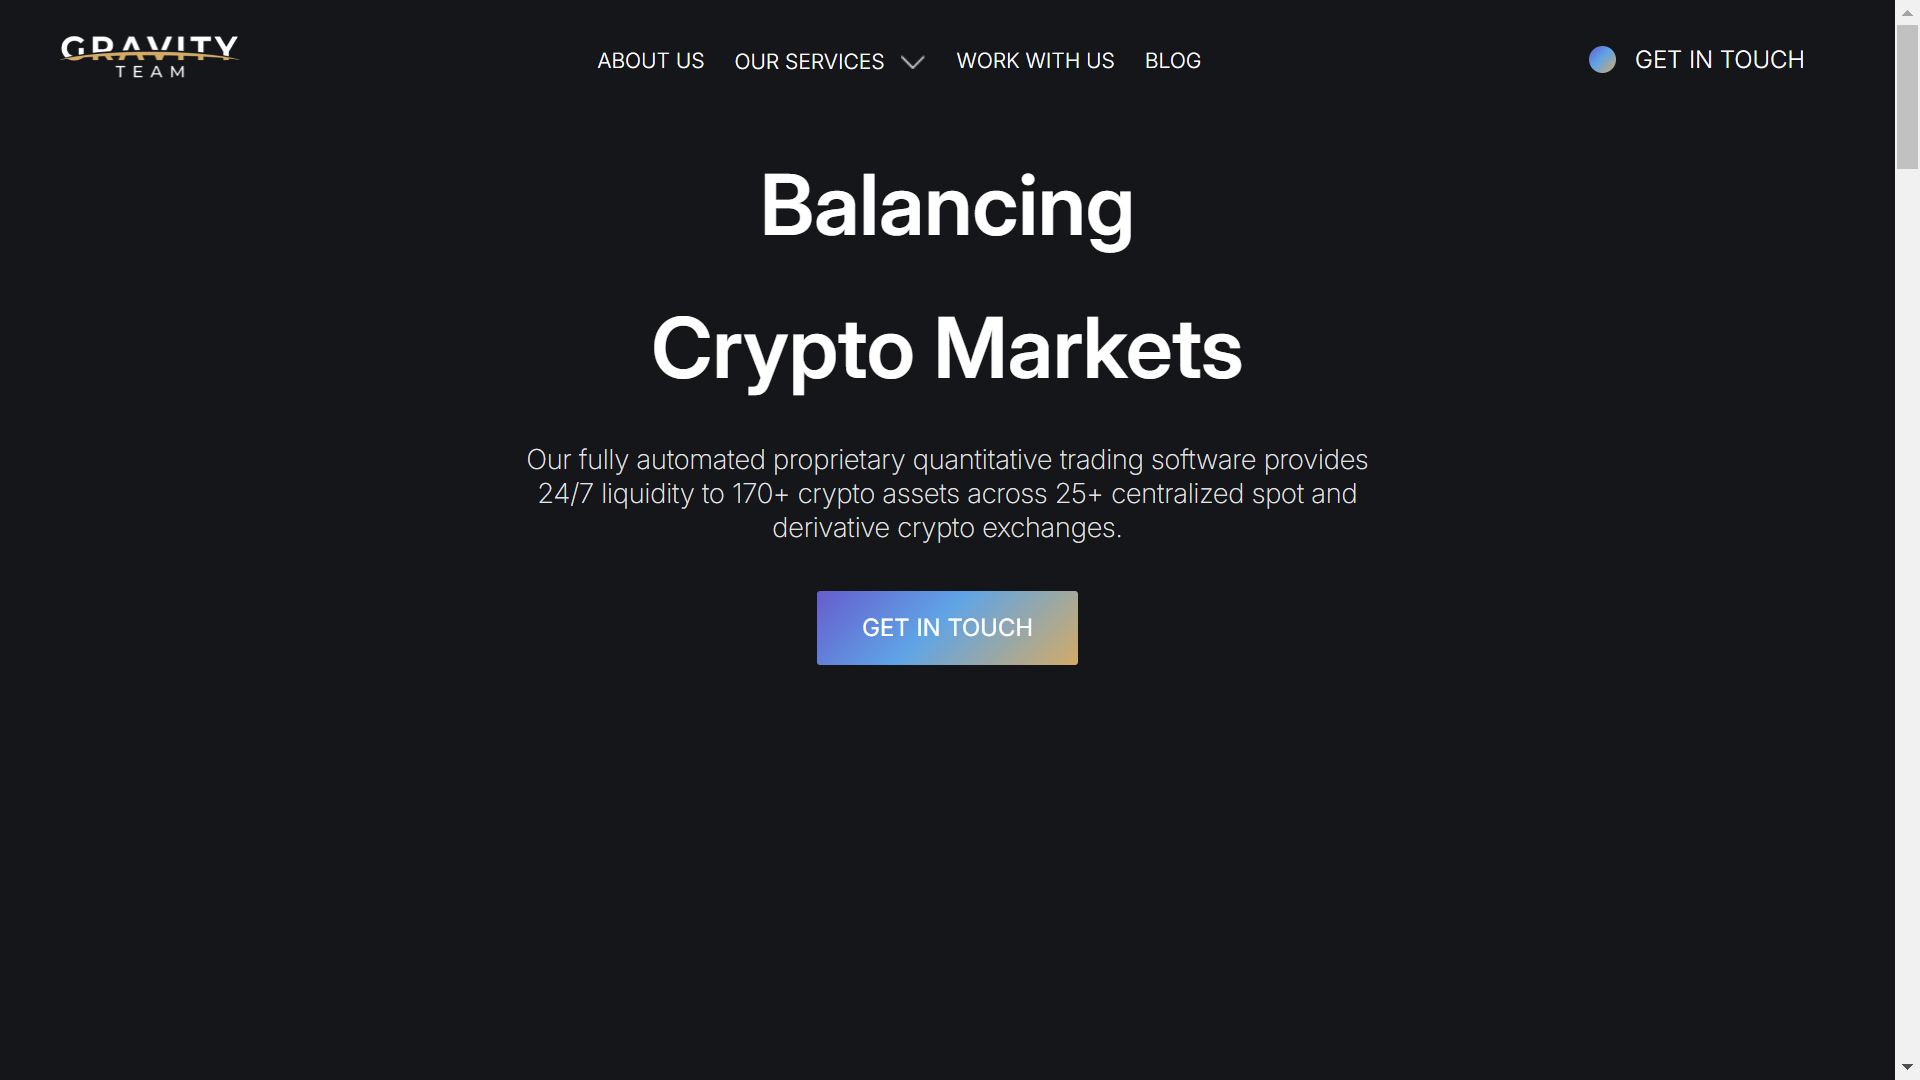 GRAVITY
TEAM
ABOUT US
OUR SERVICES
WORK WITH US
BLOG
GET IN TOUCH
Balancing
Crypto Markets
Our fully automated proprietary quantitative trading software provides
24/7 liquidity to 170+ crypto assets across 25+ centralized spot and
derivative crypto exchanges.
GET IN TOUCH